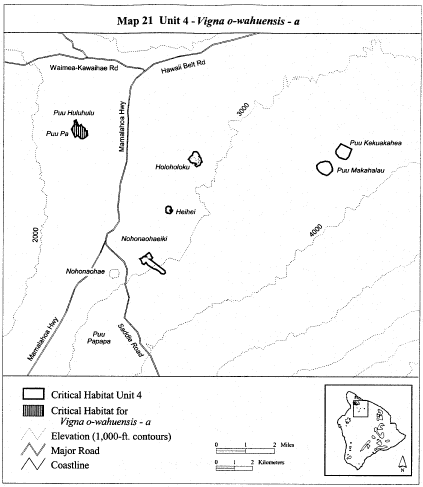 Map 21 Unit 4 - Vigna o-wahuensis - a
Waimea-Kawaihae Rd
Hawaii Belt Rd
Mamalahoa Hwy
Puu Huluhulu
Puu Pa
3000
Puu Kekuakahea
Holoholoku
Puu Makahalau
Heihei
2000
4000
Nohonaohaeiki
Nohonaohae
Mamalahoa Hwy
Puu
Papapa
Saddle Road
Critical Habitat Unit 4
Critical Habitat for
Vigna o-wahuensis - a
Elevation (1,000-ft. contours)
Major Road
Coastline
0 1 2 Miles
0 1 2 Kilometers
N